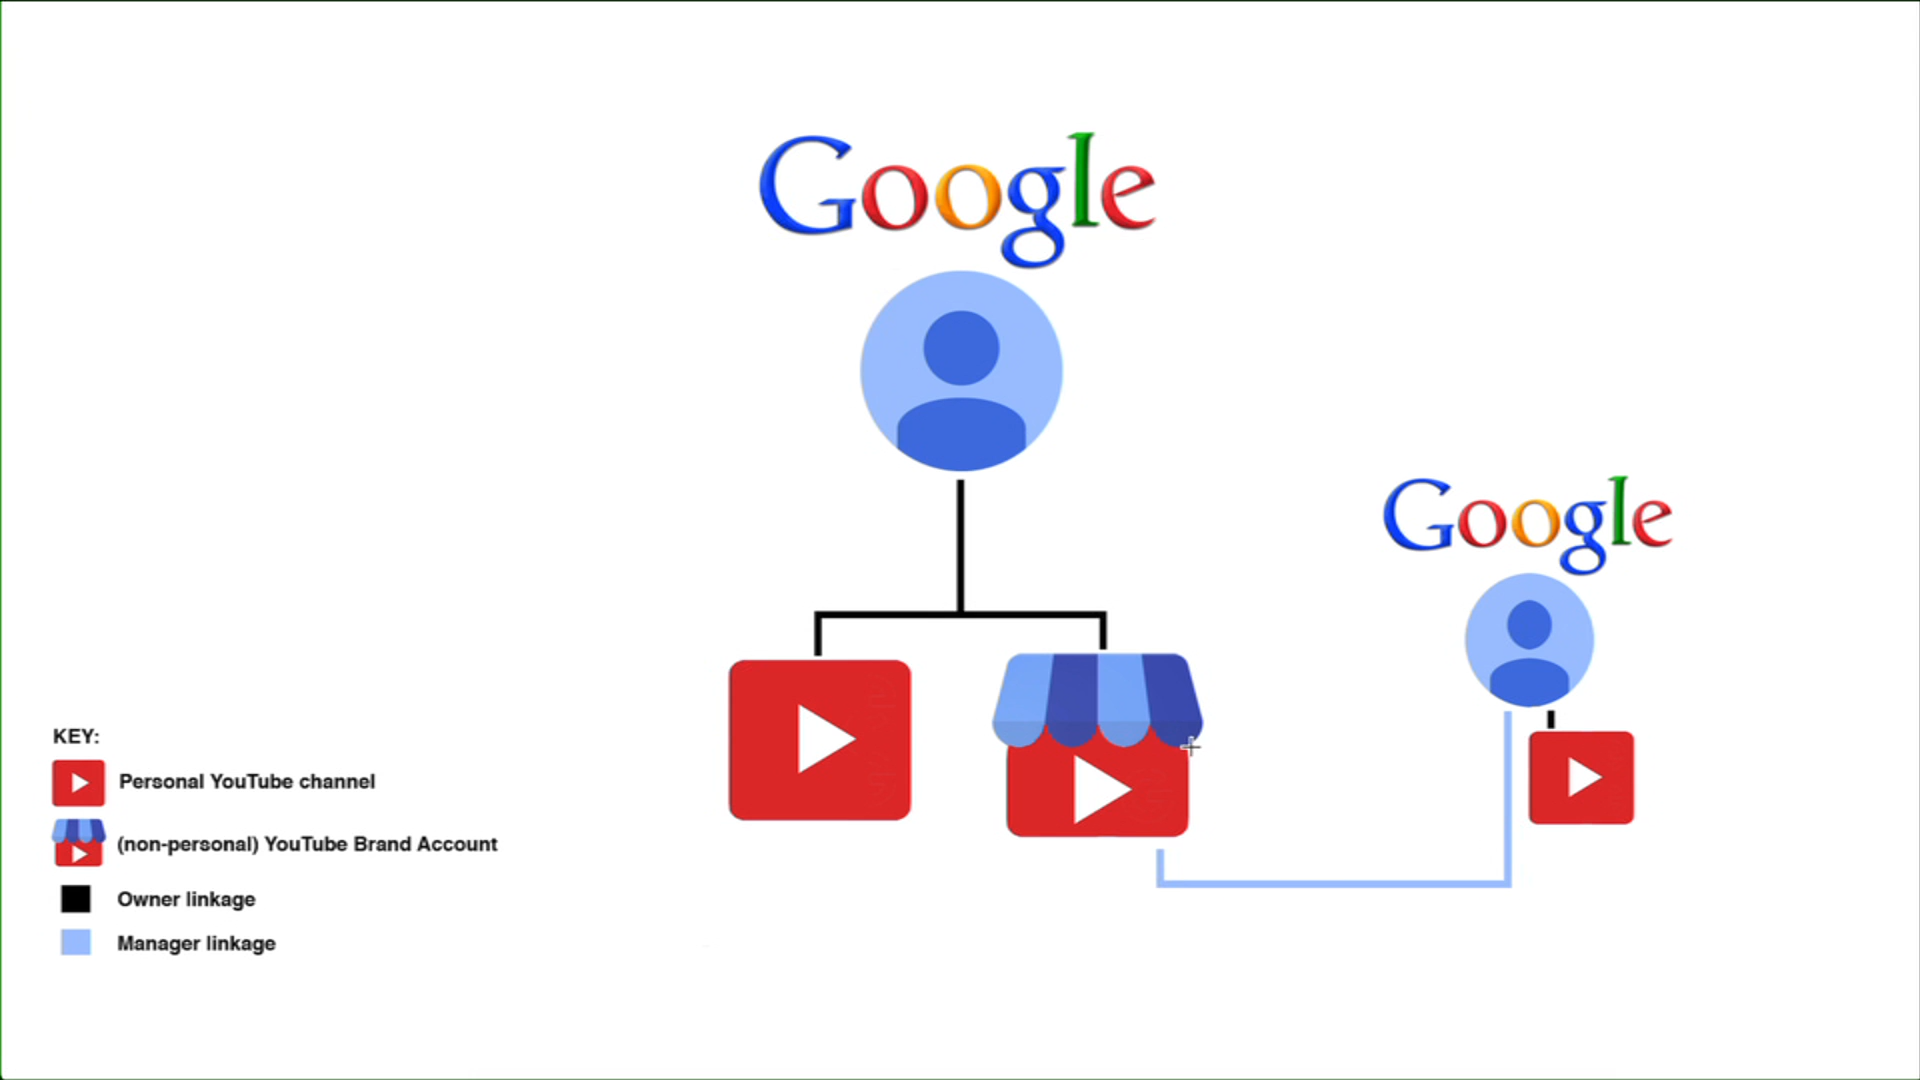 Google
Google
KEY:
Personal YouTube channel
(non-personal) YouTube Brand Account
Owner linkage
Manager linkage